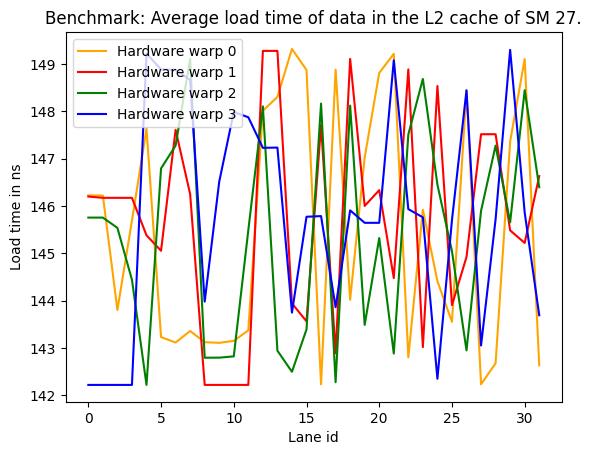 Benchmark: Average load time of data in the L2 cache of SM 27.
Hardware warp 0
Hardware warp 1
Hardware warp 2
Hardware warp 3
Load time in ns
149
148
147
146
145
144
143
142
0 5 10 15 20 25 30
Lane id